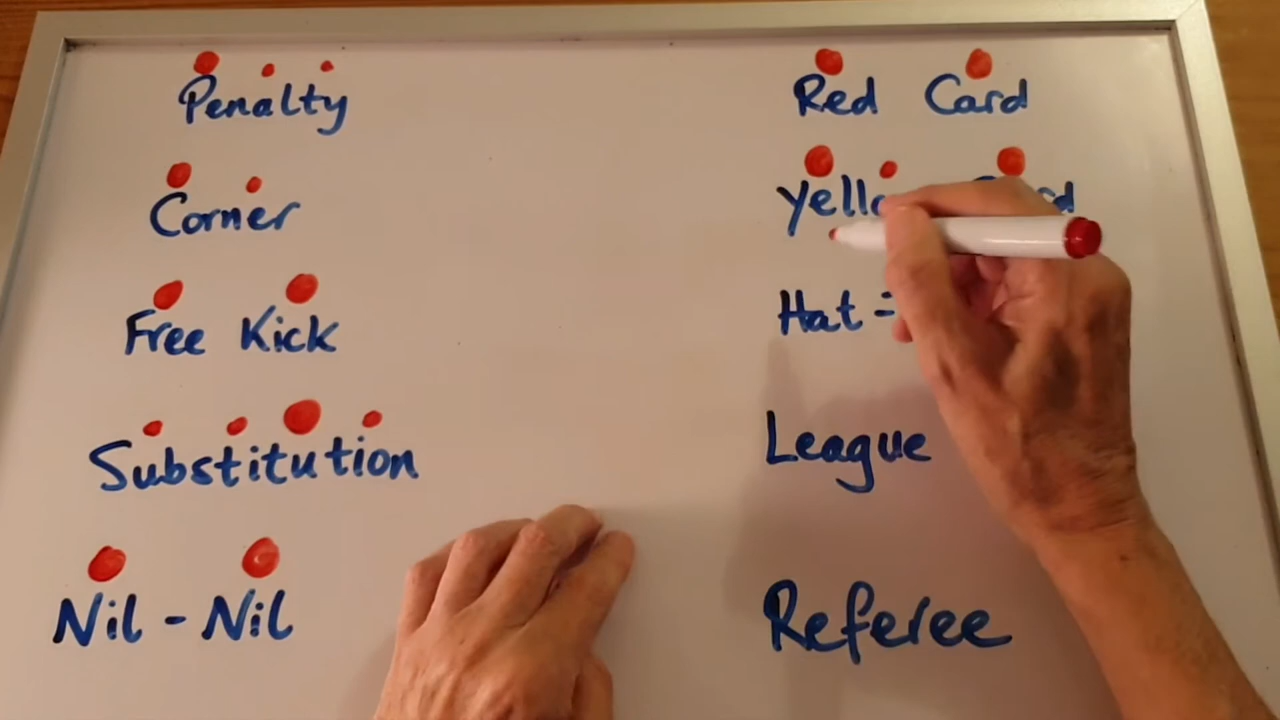 Penalty
Corner
Free Kick
Substitution
Nil - Nil
Red Card
Hat =
League
Referee